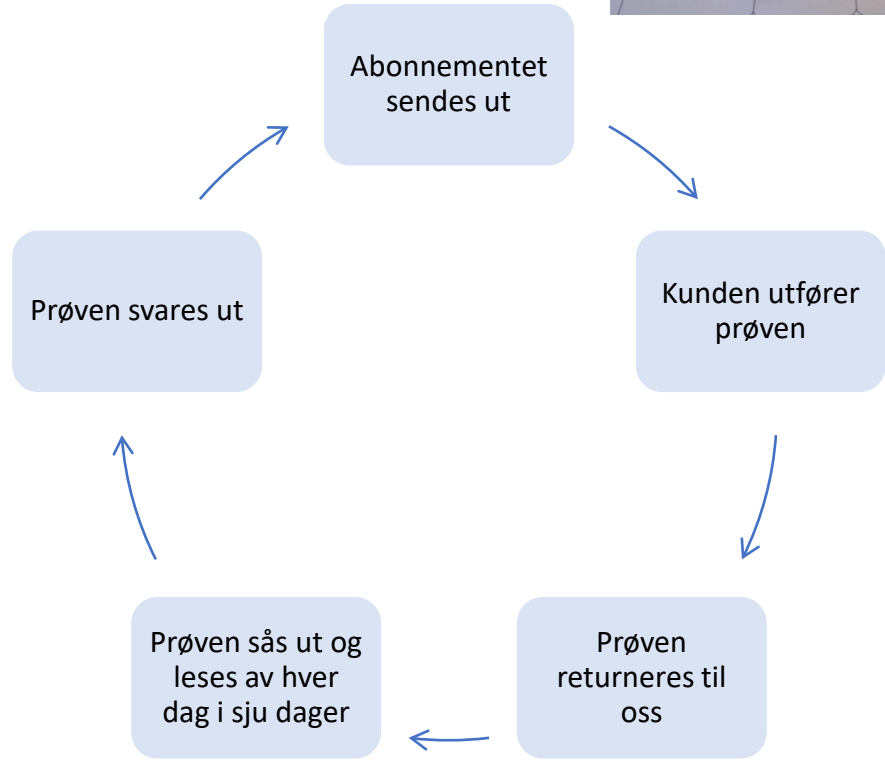 Abonnementet
sendes ut
Kunden utfører
prøven
Prøven
returneres til
oss
Prøven sås ut og
leses av hver
dag i sju dager
Prøven svares ut